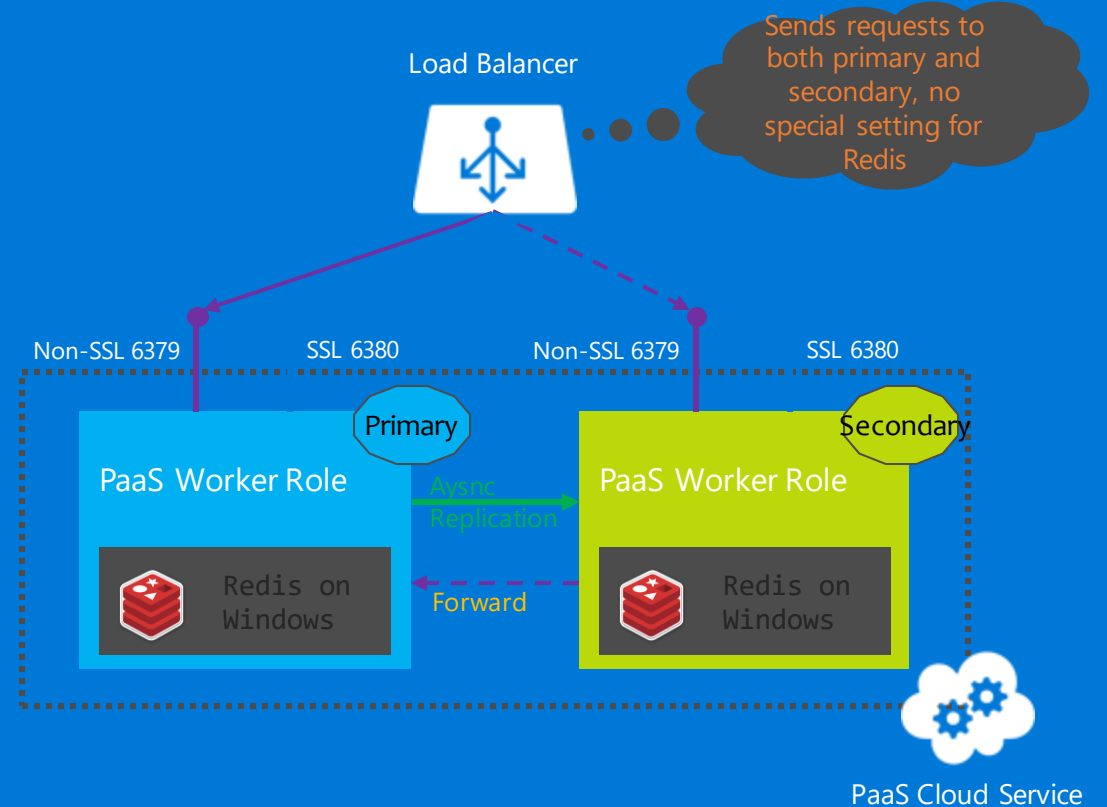 Sends requests to
both primary and
secondary, no
special setting for
Redis
Load Balancer
Non-SSL 6379
SSL 6380
Non-SSL 6379
SSL 6380
Primary
Secondary
PaaS Worker Role
Aysnc
Replication
PaaS Worker Role
Redis on
Windows
Forward
Redis on
Windows
PaaS Cloud Service